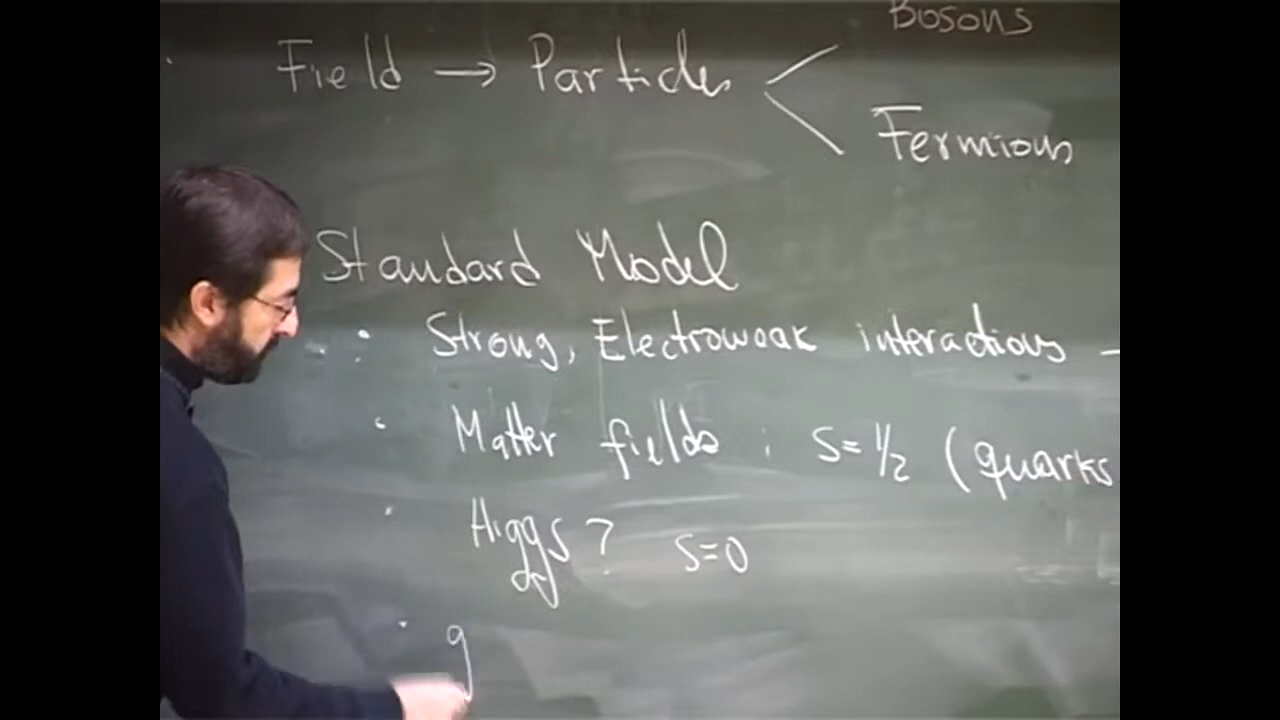 Bosons
Field → Particles
Fermions
Standard Model
• Strong, Electroweak interactions –
• Matter fields : S=1/2 (quarks
• Higgs? S=0
• g